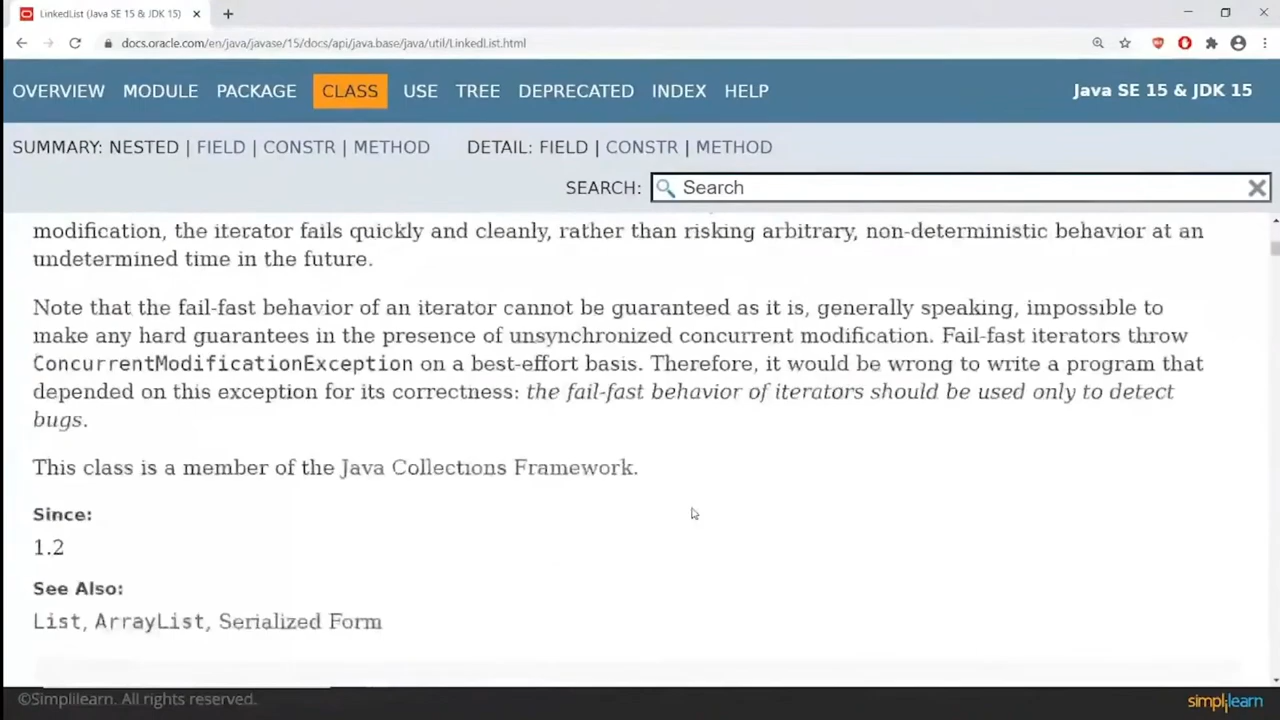 LinkedList (Java SE 15 & JDK 15)
docs.oracle.com/en/java/javase/15/docs/api/java.base/java/util/LinkedList.html
OVERVIEW MODULE PACKAGE CLASS USE TREE DEPRECATED INDEX HELP Java SE 15 & JDK 15
SUMMARY: NESTED | FIELD | CONSTR | METHOD DETAIL: FIELD | CONSTR | METHOD
SEARCH: Search
modification, the iterator fails quickly and cleanly, rather than risking arbitrary, non-deterministic behavior at an
undetermined time in the future.
Note that the fail-fast behavior of an iterator cannot be guaranteed as it is, generally speaking, impossible to
make any hard guarantees in the presence of unsynchronized concurrent modification. Fail-fast iterators throw
ConcurrentModificationException on a best-effort basis. Therefore, it would be wrong to write a program that
depended on this exception for its correctness: the fail-fast behavior of iterators should be used only to detect
bugs.
This class is a member of the Java Collections Framework.
Since:
1.2
See Also:
List, ArrayList, Serialized Form
©Simplilearn. All rights reserved.
simplilearn